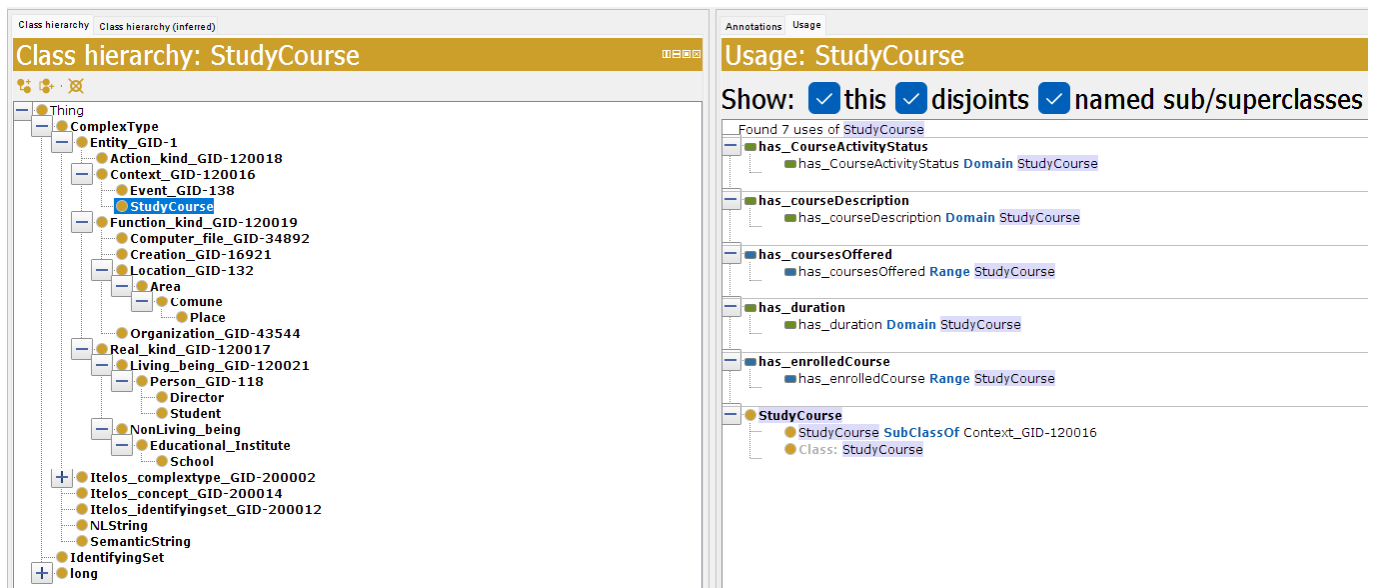 Class hierarchy Class hierarchy (inferred)
Class hierarchy: StudyCourse
Thing
ComplexType
Entity_GID-1
Action_kind_GID-120018
Context_GID-120016
Event_GID-138
StudyCourse
Function_kind_GID-120019
Computer_file_GID-34892
Creation_GID-16921
Location_GID-132
Area
Comune
Place
Organization_GID-43544
Real_kind_GID-120017
Living_being_GID-120021
Person_GID-118
Director
Student
NonLiving_being
Educational_Institute
School
Itelos_complextype_GID-200002
Itelos_concept_GID-200014
Itelos_identifyingset_GID-200012
NLString
SemanticString
IdentifyingSet
long
Annotations Usage
Usage: StudyCourse
Show: this disjoints named sub/superclasses
Found 7 uses of StudyCourse
has_CourseActivityStatus
has_CourseActivityStatus Domain StudyCourse
has_courseDescription
has_courseDescription Domain StudyCourse
has_coursesOffered
has_coursesOffered Range StudyCourse
has_duration
has_duration Domain StudyCourse
has_enrolledCourse
has_enrolledCourse Range StudyCourse
StudyCourse
StudyCourse SubClassOf Context_GID-120016
Class: StudyCourse